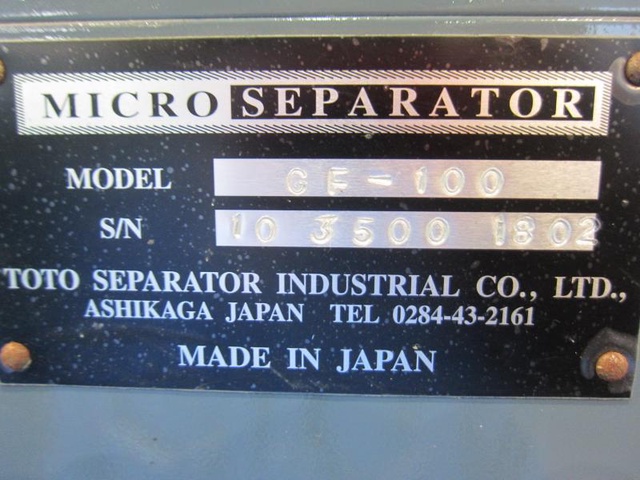 MICRO SEPARATOR
MODEL GE-100
S/N 10 3500 1802
TOTO SEPARATOR INDUSTRIAL CO., LTD.,
ASHIKAGA JAPAN TEL 0284-43-2161
MADE IN JAPAN